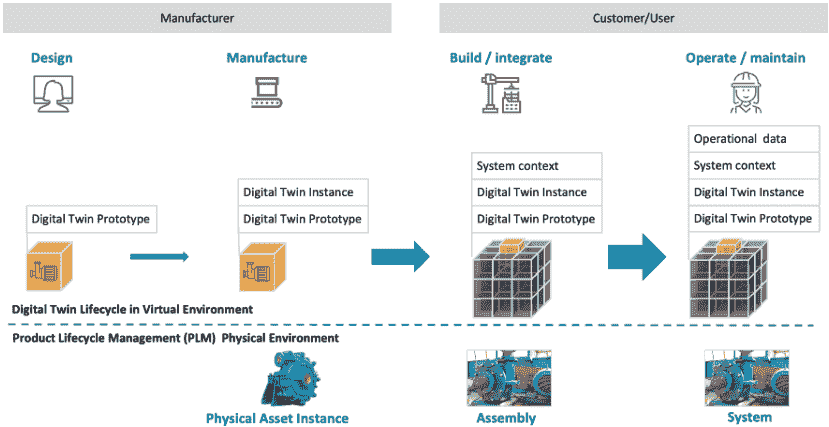 Manufacturer
Customer/User
Design
Manufacture
Build / integrate
Operate / maintain
Digital Twin Prototype
Digital Twin Instance
Digital Twin Prototype
System context
Digital Twin Instance
Digital Twin Prototype
Operational data
System context
Digital Twin Instance
Digital Twin Prototype
Digital Twin Lifecycle in Virtual Environment
Product Lifecycle Management (PLM) Physical Environment
Physical Asset Instance
Assembly
System